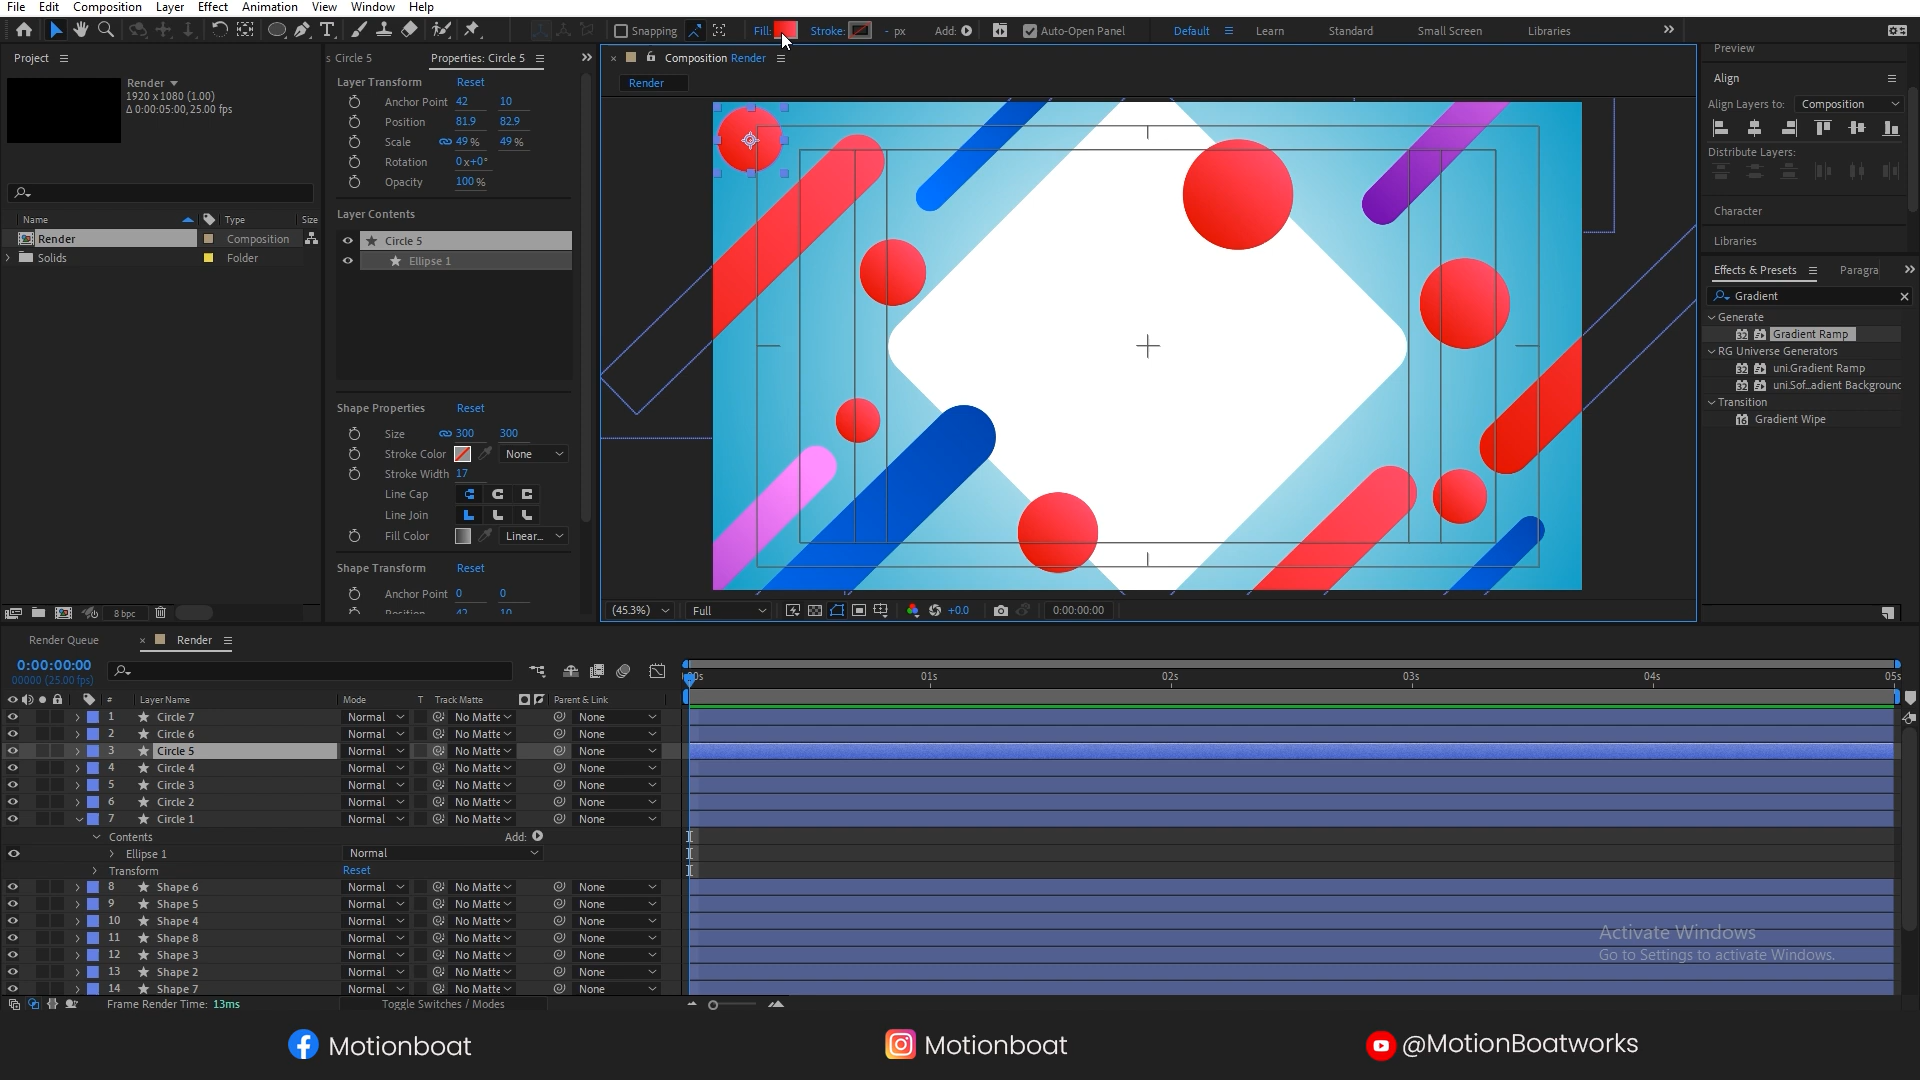 File Edit Composition Layer Effect Animation View Window Help
Snapping Fill: Stroke: - px Add: Auto-Open Panel Default Learn Standard Small Screen Libraries
Project
s Circle 5 Properties: Circle 5
Composition Render
Render
Render
1920 x 1080 (1.00)
Δ 0:00:05:00, 25.00 fps
Name Type Size
Render Composition
Solids Folder
8 bpc
Layer Transform Reset
Anchor Point 42 10
Position 81.9 82.9
Scale 49 % 49 %
Rotation 0x+0°
Opacity 100 %
Layer Contents
Circle 5
Ellipse 1
Shape Properties Reset
Size 300 300
Stroke Color None
Stroke Width 17
Line Cap
Line Join
Fill Color Linear...
Shape Transform Reset
Anchor Point 0 0
Position 42 10
(45.3%) Full +0.0 0:00:00:00
Preview
Align
Align Layers to: Composition
Distribute Layers:
Character
Libraries
Effects & Presets Paragra
Gradient
Generate
32 Gradient Ramp
RG Universe Generators
32 uni.Gradient Ramp
32 uni.Sof_adient Background
Transition
16 Gradient Wipe
Render Queue Render
0:00:00:00
00000 (25.00 fps)
# Layer Name Mode T Track Matte Parent & Link
:00s 01s 02s 03s 04s 05s
1 Circle 7 Normal No Matte None
2 Circle 6 Normal No Matte None
3 Circle 5 Normal No Matte None
4 Circle 4 Normal No Matte None
5 Circle 3 Normal No Matte None
6 Circle 2 Normal No Matte None
7 Circle 1 Normal No Matte None
Contents Add:
Ellipse 1 Normal
Transform Reset
8 Shape 6 Normal No Matte None
9 Shape 5 Normal No Matte None
10 Shape 4 Normal No Matte None
11 Shape 8 Normal No Matte None
12 Shape 3 Normal No Matte None
13 Shape 2 Normal No Matte None
14 Shape 7 Normal No Matte None
Frame Render Time: 13ms Toggle Switches / Modes
Activate Windows
Go to Settings to activate Windows.
Motionboat
Motionboat
@MotionBoatworks